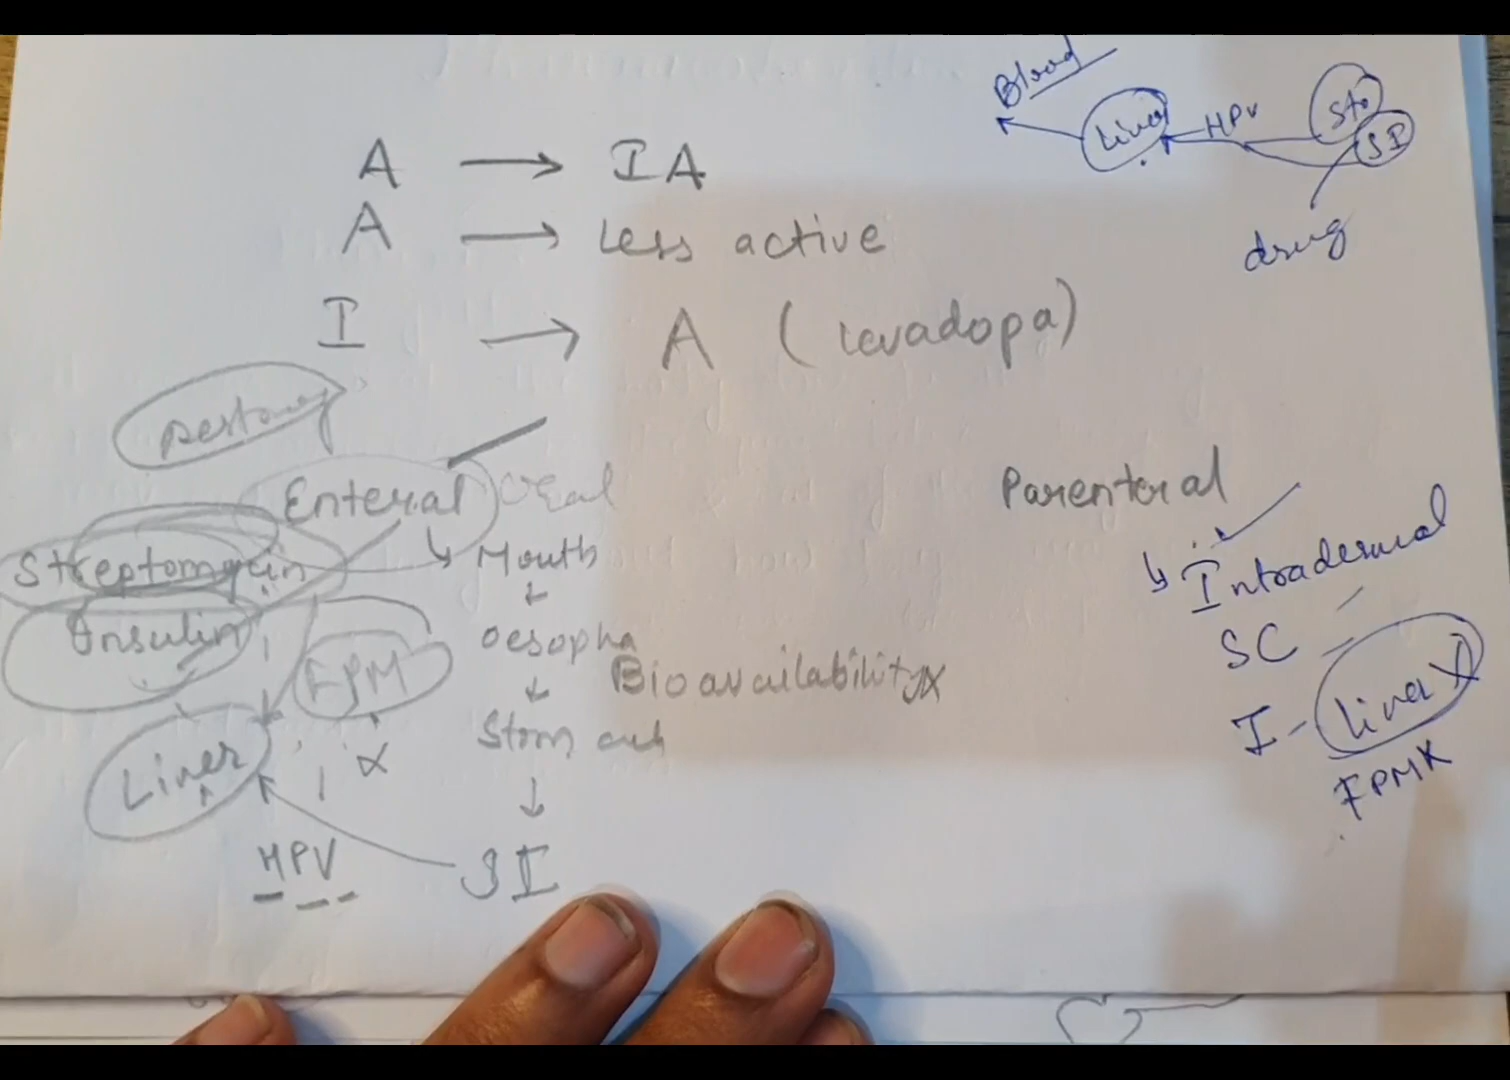 Blood
Liver
HPV
Sto
SI
drug
A → IA
A → Less active
I → A (levadopa)
Enteral Oral
Parenteral
Streptomycin
Mouth
Intradermal
Insulin
Oesopha
SC
FPM
Bioavailability X
I - Liver X
Stomach
Liver
X
FPM X
HPV
SI